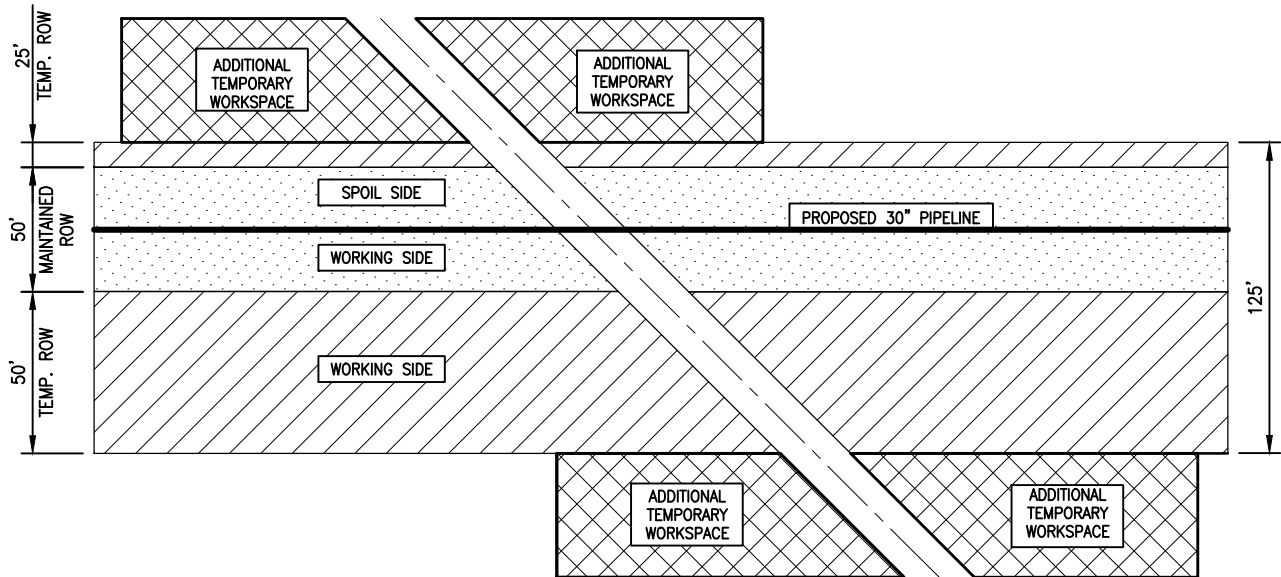 25'
TEMP. ROW
ADDITIONAL
TEMPORARY
WORKSPACE
ADDITIONAL
TEMPORARY
WORKSPACE
50'
MAINTAINED
ROW
SPOIL SIDE
PROPOSED 30" PIPELINE
WORKING SIDE
125'
50'
TEMP. ROW
WORKING SIDE
ADDITIONAL
TEMPORARY
WORKSPACE
ADDITIONAL
TEMPORARY
WORKSPACE